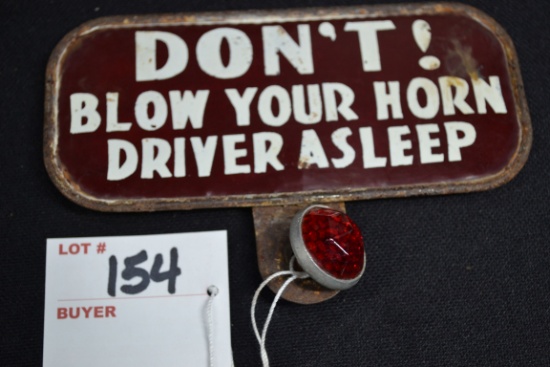 DON'T!
BLOW YOUR HORN
DRIVER ASLEEP
LOT # 154
BUYER